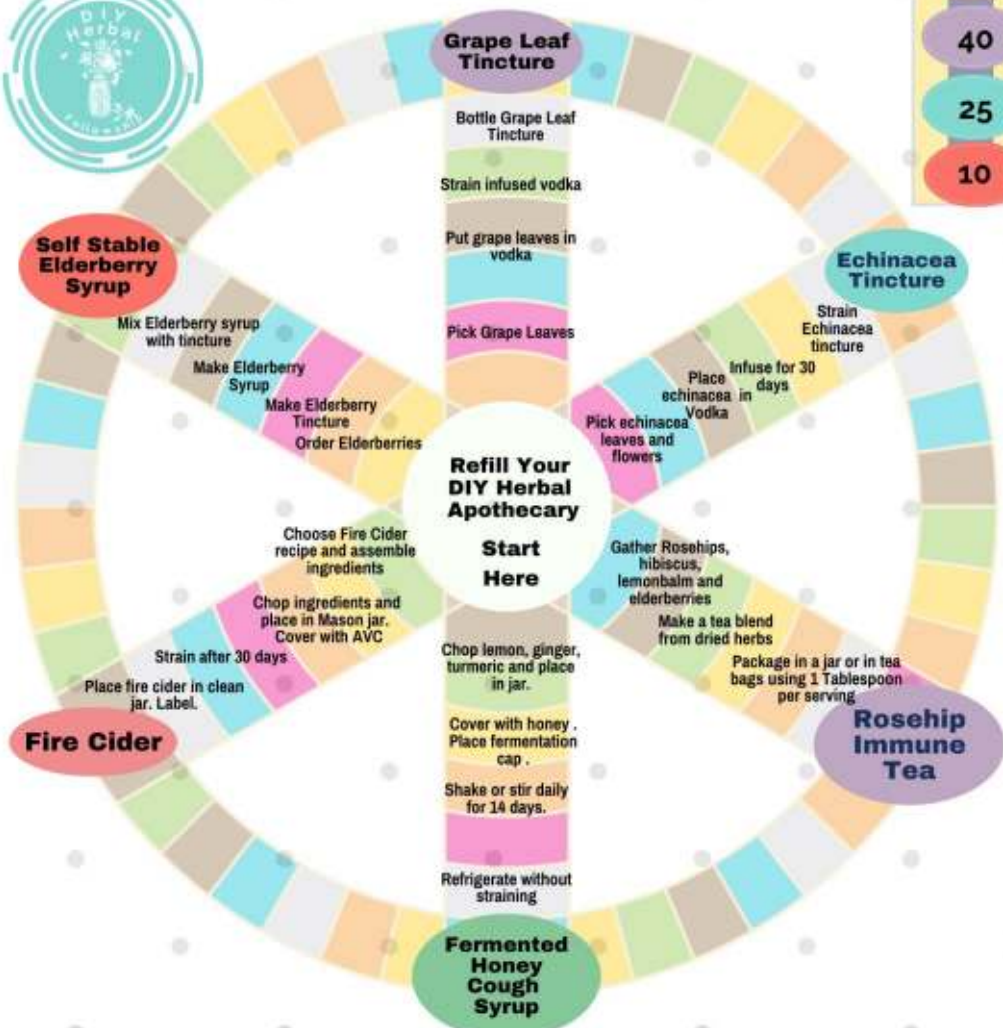 DIY
Herbal
Fellowship
40
25
10
Grape Leaf
Tincture
Bottle Grape Leaf
Tincture
Strain infused vodka
Put grape leaves in
vodka
Pick Grape Leaves
Self Stable
Elderberry
Syrup
Mix Elderberry syrup
with tincture
Make Elderberry
Syrup
Make Elderberry
Tincture
Order Elderberries
Echinacea
Tincture
Strain
Echinacea
tincture
Infuse for 30
days
Place
echinacea in
Vodka
Pick echinacea
leaves and
flowers
Refill Your
DIY Herbal
Apothecary
Start
Here
Choose Fire Cider
recipe and assemble
ingredients
Chop ingredients and
place in Mason jar.
Cover with AVC
Strain after 30 days
Place fire cider in clean
jar. Label.
Fire Cider
Gather Rosehips,
hibiscus,
lemonbalm and
elderberries
Make a tea blend
from dried herbs
Package in a jar or in tea
bags using 1 Tablespoon
per serving
Rosehip
Immune
Tea
Chop lemon, ginger,
turmeric and place
in jar.
Cover with honey .
Place fermentation
cap .
Shake or stir daily
for 14 days.
Refrigerate without
straining
Fermented
Honey
Cough
Syrup